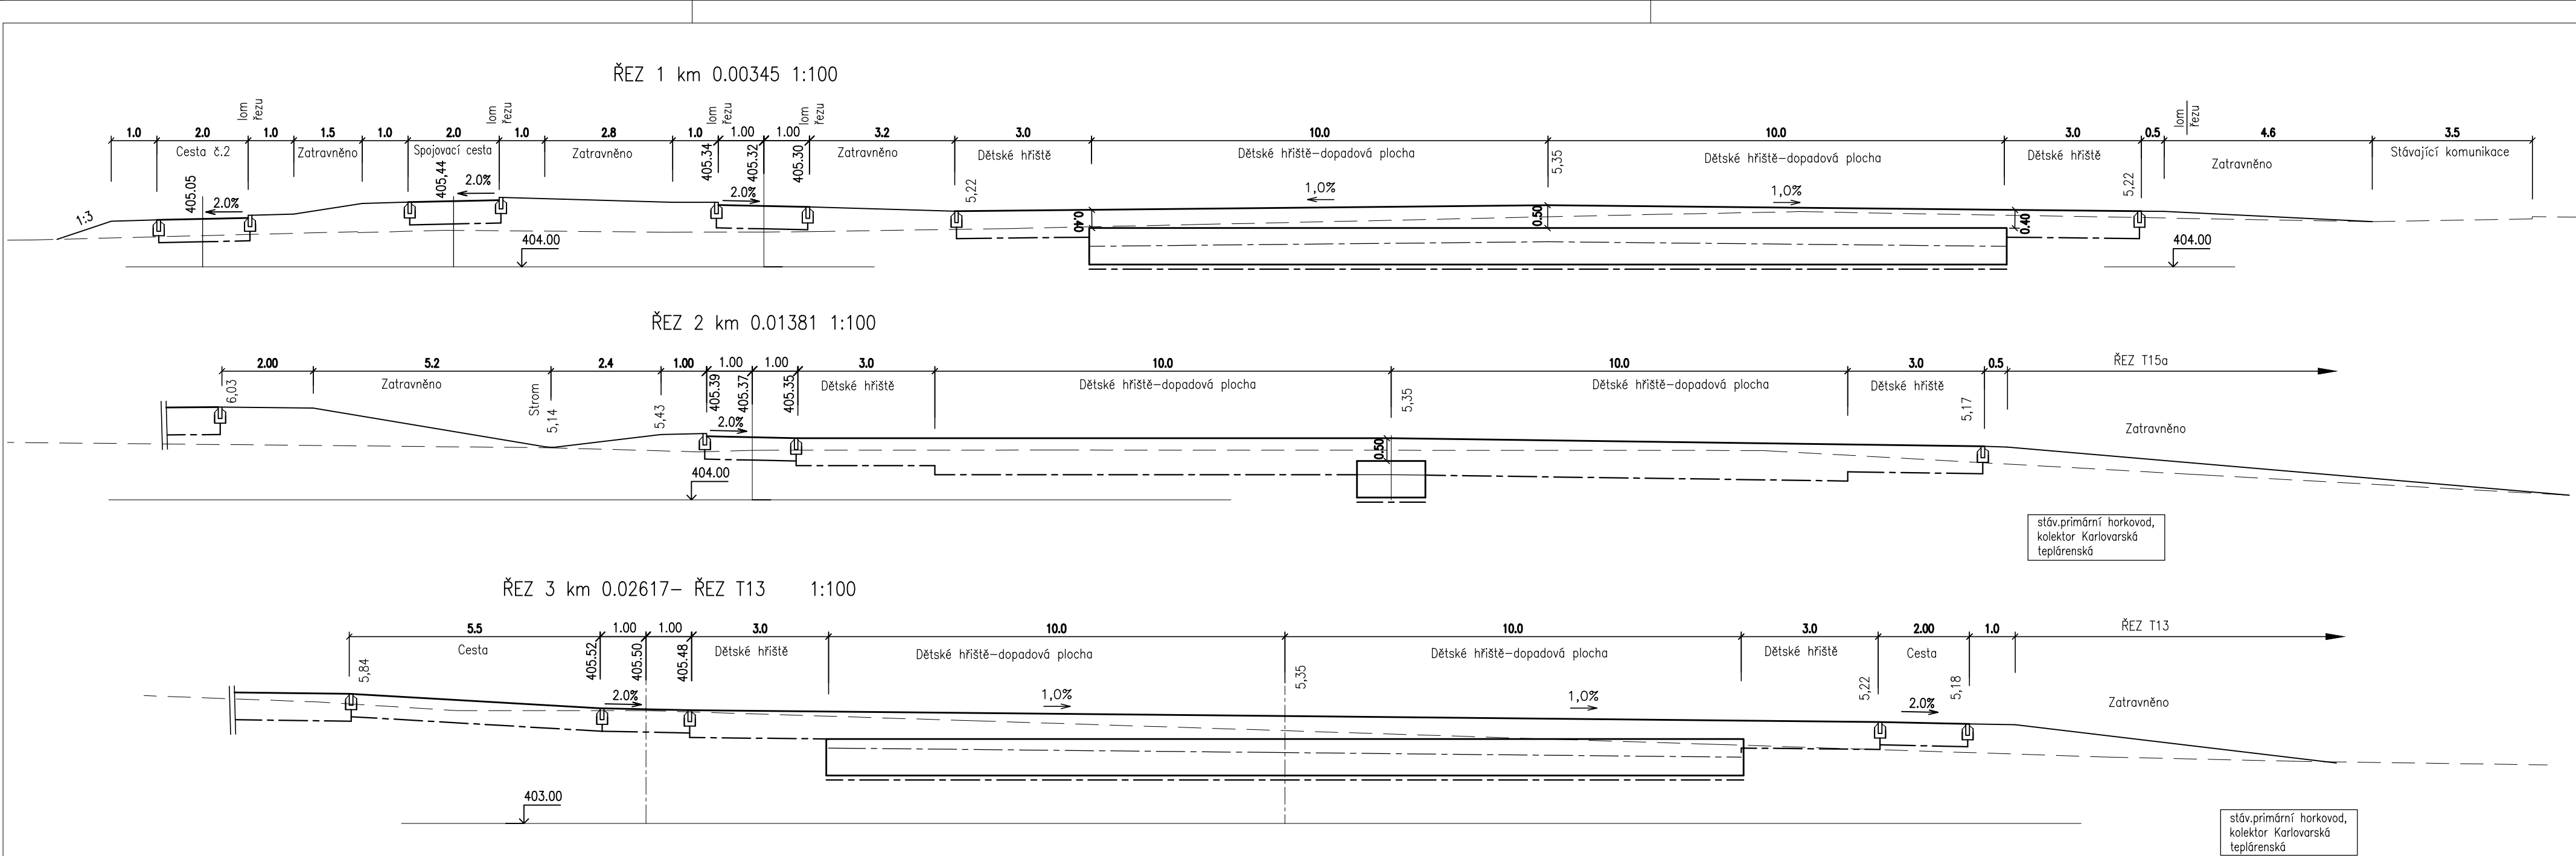 ŘEZ 1 km 0.00345 1:100
lom
řezu
lom
řezu
lom
řezu
lom
řezu
lom
řezu
1.0 2.0 1.0 1.5 1.0 2.0 1.0 2.8 1.0 1.00 1.00 3.2 3.0 10.0 10.0 3.0 0.5 4.6 3.5
Cesta č.2 Zatravněno Spojovací cesta Zatravněno Zatravněno Dětské hřiště Dětské hřiště-dopadová plocha Dětské hřiště-dopadová plocha Dětské hřiště Zatravněno Stávající komunikace
405.05 405,44 405.34 405.32 405.30 5,22 5,35 5,22
1:3 2.0% 2.0% 2.0% 1,0% 1,0%
0.40 0.50 0.40
404.00 404.00
ŘEZ 2 km 0.01381 1:100
2.00 5.2 2.4 1.00 1.00 1.00 3.0 10.0 10.0 3.0 0.5 ŘEZ T15a
Zatravněno Strom Dětské hřiště Dětské hřiště-dopadová plocha Dětské hřiště-dopadová plocha Dětské hřiště Zatravněno
6,03 5,14 5,43 405.39 405.37 405.35 5,35 5,17
2.0%
0.50
404.00
stáv.primární horkovod,
kolektor Karlovarská
teplárenská
ŘEZ 3 km 0.02617- ŘEZ T13 1:100
5.5 1.00 1.00 3.0 10.0 10.0 3.0 2.00 1.0 ŘEZ T13
Cesta Dětské hřiště Dětské hřiště-dopadová plocha Dětské hřiště-dopadová plocha Dětské hřiště Cesta Zatravněno
5,84 405.52 405.50 405.48 5,35 5,22 5,18
2.0% 1,0% 1,0% 2.0%
403.00
stáv.primární horkovod,
kolektor Karlovarská
teplárenská